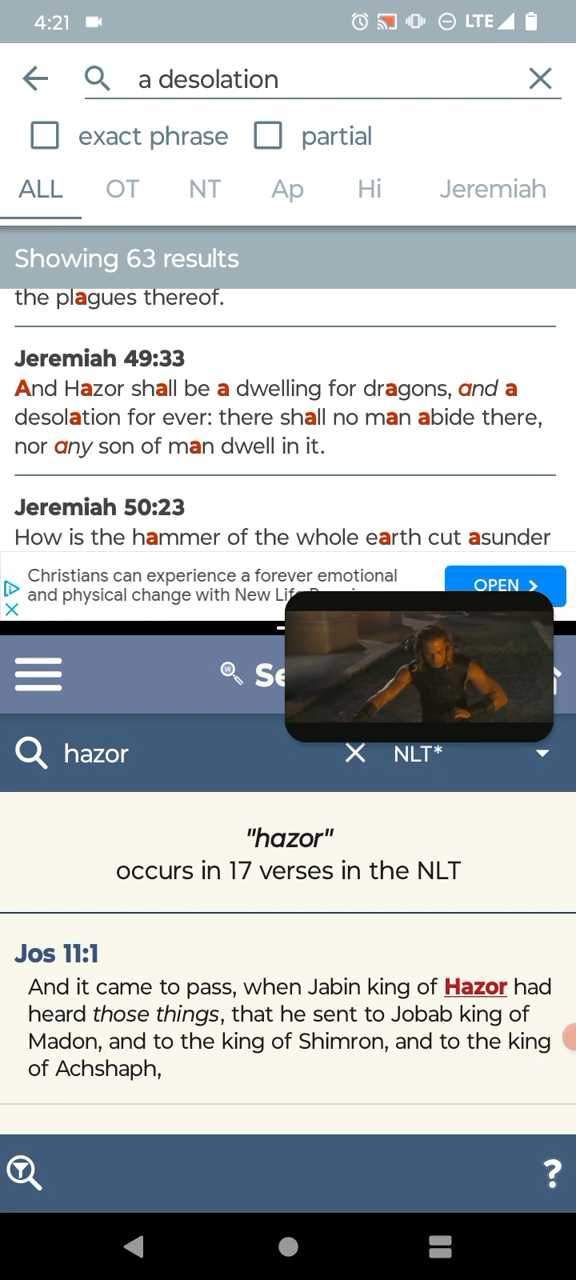 4:21 LTE
a desolation
exact phrase partial
ALL OT NT Ap Hi Jeremiah
Showing 63 results
the plagues thereof.
Jeremiah 49:33
And Hazor shall be a dwelling for dragons, and a
desolation for ever: there shall no man abide there,
nor any son of man dwell in it.
Jeremiah 50:23
How is the hammer of the whole earth cut asunder
Christians can experience a forever emotional
and physical change with New
OPEN
hazor NLT*
"hazor"
occurs in 17 verses in the NLT
Jos 11:1
And it came to pass, when Jabin king of Hazor had
heard those things, that he sent to Jobab king of
Madon, and to the king of Shimron, and to the king
of Achshaph,
?